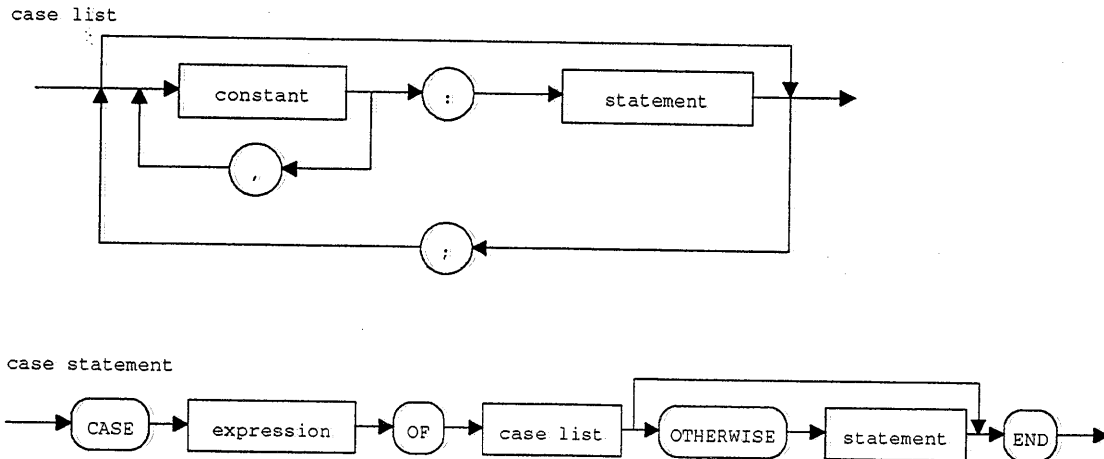 case list
constant : statement
,
;
case statement
CASE expression OF case list OTHERWISE statement END